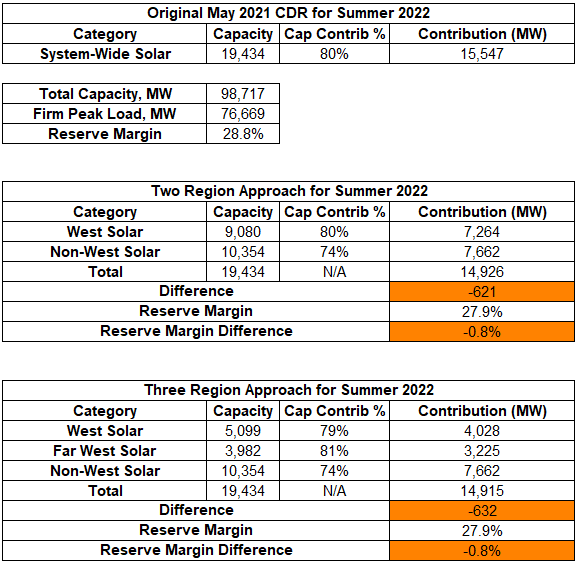 Original May 2021 CDR for Summer 2022
Category Capacity Cap Contrib % Contribution (MW)
System-Wide Solar 19,434 80% 15,547
Total Capacity, MW 98,717
Firm Peak Load, MW 76,669
Reserve Margin 28.8%
Two Region Approach for Summer 2022
Category Capacity Cap Contrib % Contribution (MW)
West Solar 9,080 80% 7,264
Non-West Solar 10,354 74% 7,662
Total 19,434 N/A 14,926
Difference -621
Reserve Margin 27.9%
Reserve Margin Difference -0.8%
Three Region Approach for Summer 2022
Category Capacity Cap Contrib % Contribution (MW)
West Solar 5,099 79% 4,028
Far West Solar 3,982 81% 3,225
Non-West Solar 10,354 74% 7,662
Total 19,434 N/A 14,915
Difference -632
Reserve Margin 27.9%
Reserve Margin Difference -0.8%